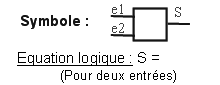 Symbole :
e1
e2
S
Equation logique : S =
(Pour deux entrées)